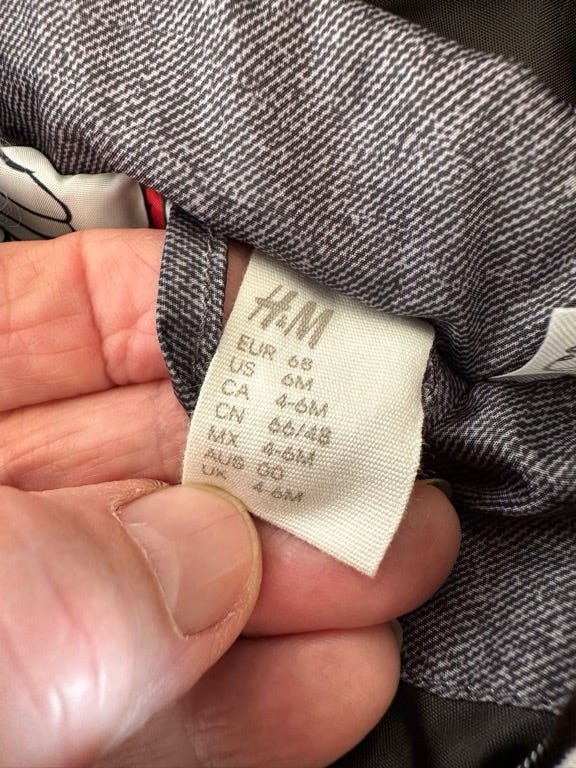 H&M
EUR 68
US 6M
CA 4-6M
CN 66/48
MX 4-6M
AUS 00
UK 4-6M